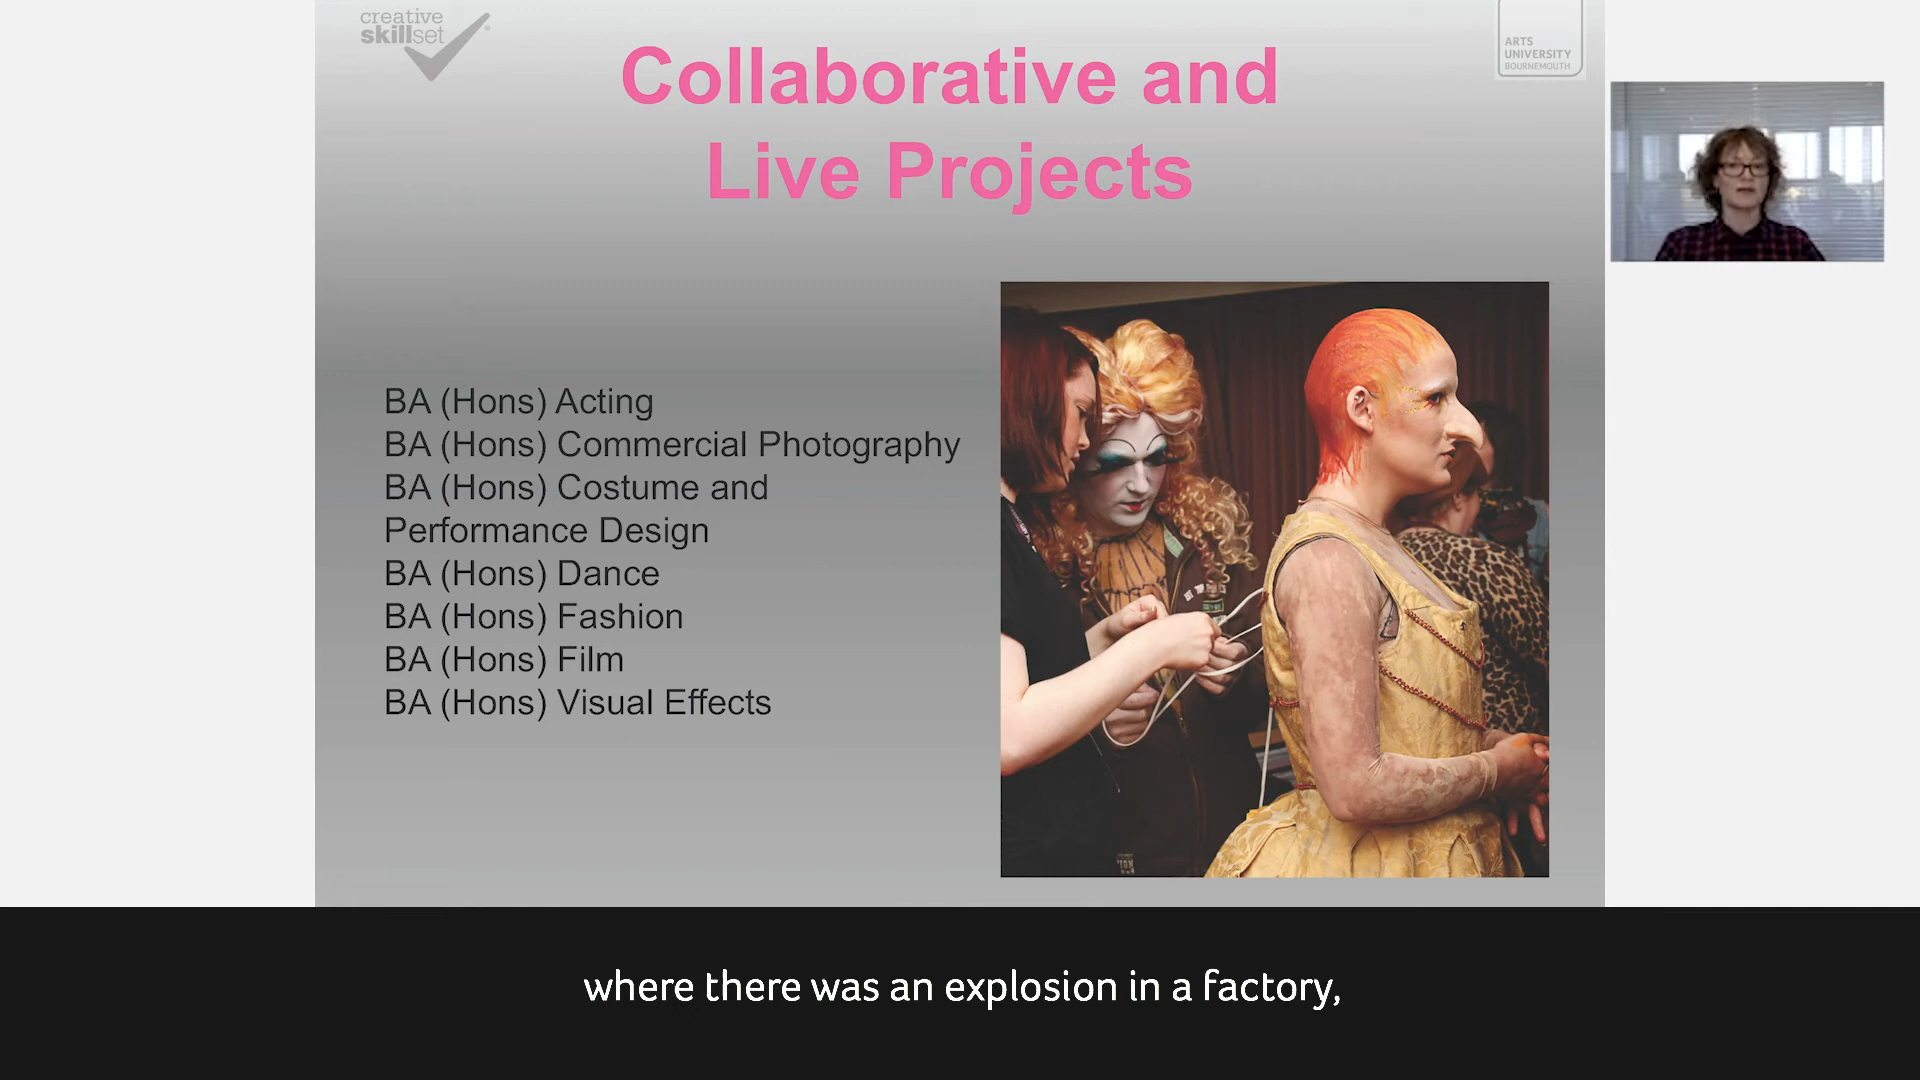 creative
skillset
Collaborative and
Live Projects
ARTS
UNIVERSITY
BOURNEMOUTH
BA (Hons) Acting
BA (Hons) Commercial Photography
BA (Hons) Costume and
Performance Design
BA (Hons) Dance
BA (Hons) Fashion
BA (Hons) Film
BA (Hons) Visual Effects
where there was an explosion in a factory,